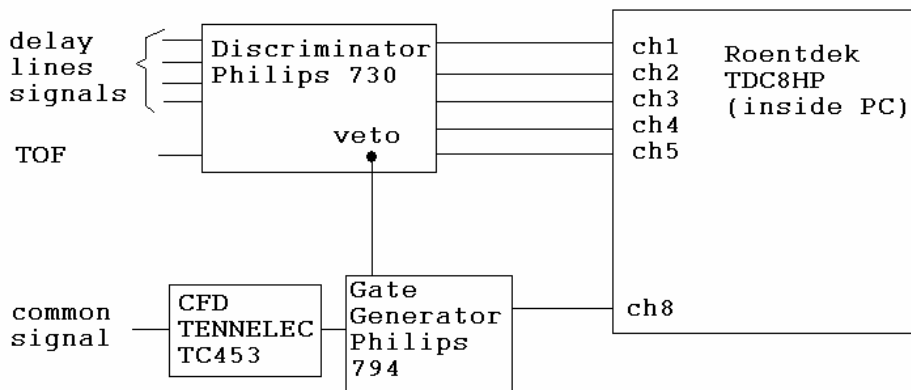 delay
lines
signals
TOF
Discriminator
Philips 730
veto
ch1
ch2
ch3
ch4
ch5
Roentdek
TDC8HP
(inside PC)
common
signal
CFD
TENNELEC
TC453
Gate
Generator
Philips
794
ch8